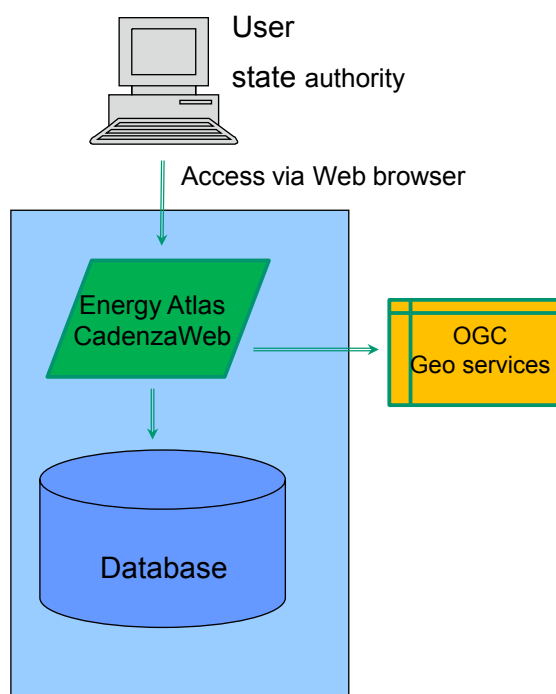 User
state authority
Access via Web browser
Energy Atlas
CadenzaWeb
OGC
Geo services
Database